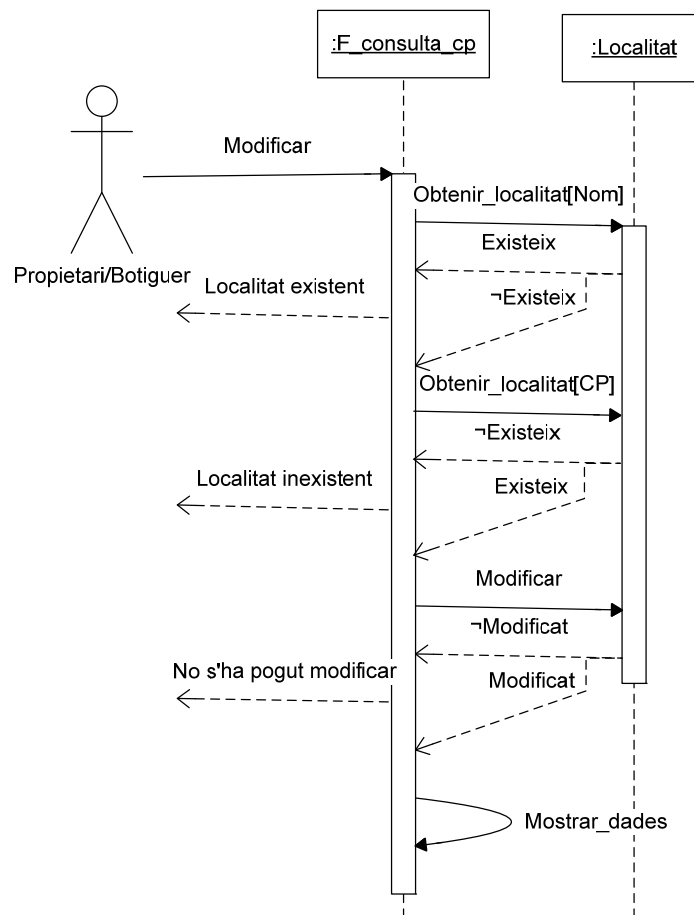 :F_consulta_cp
:Localitat
Modificar
Obtenir_localitat[Nom]
Existeix
Propietari/Botiguer
Localitat existent
¬Existeix
Obtenir_localitat[CP]
¬Existeix
Localitat inexistent
Existeix
Modificar
¬Modificat
No s'ha pogut modificar
Modificat
Mostrar_dades